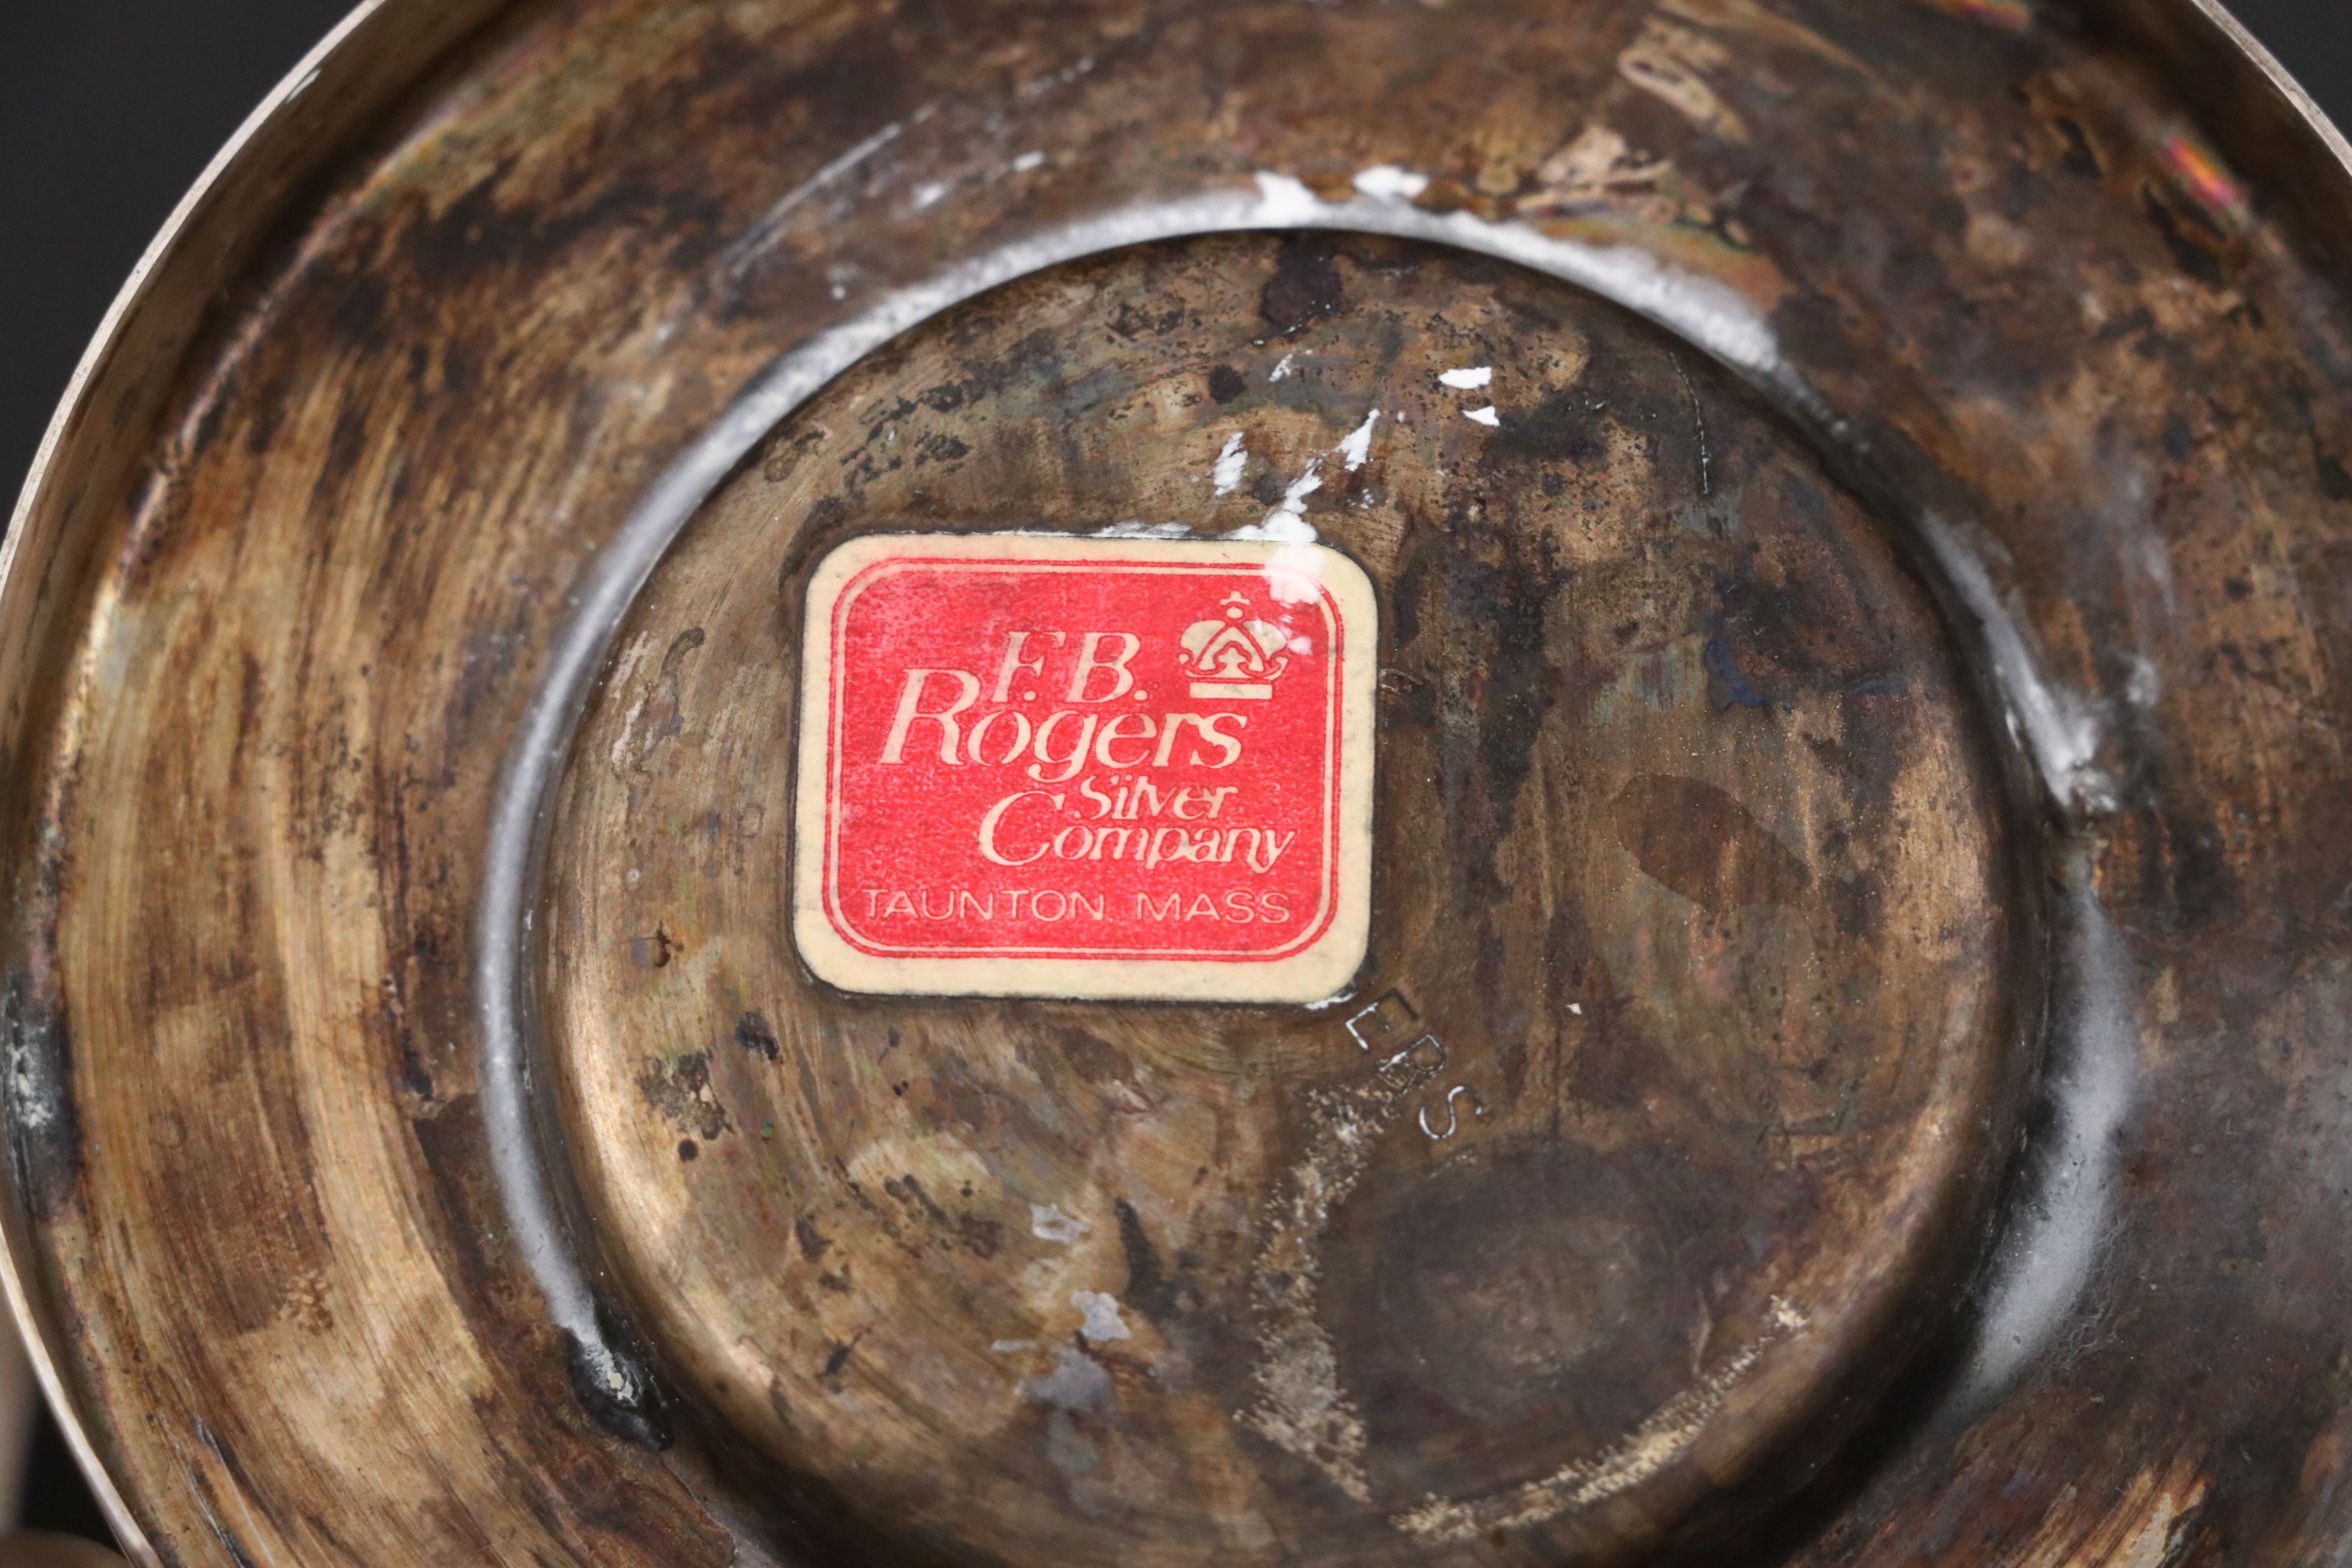 F.B.
Rogers
Silver
Company
TAUNTON, MASS
ERS